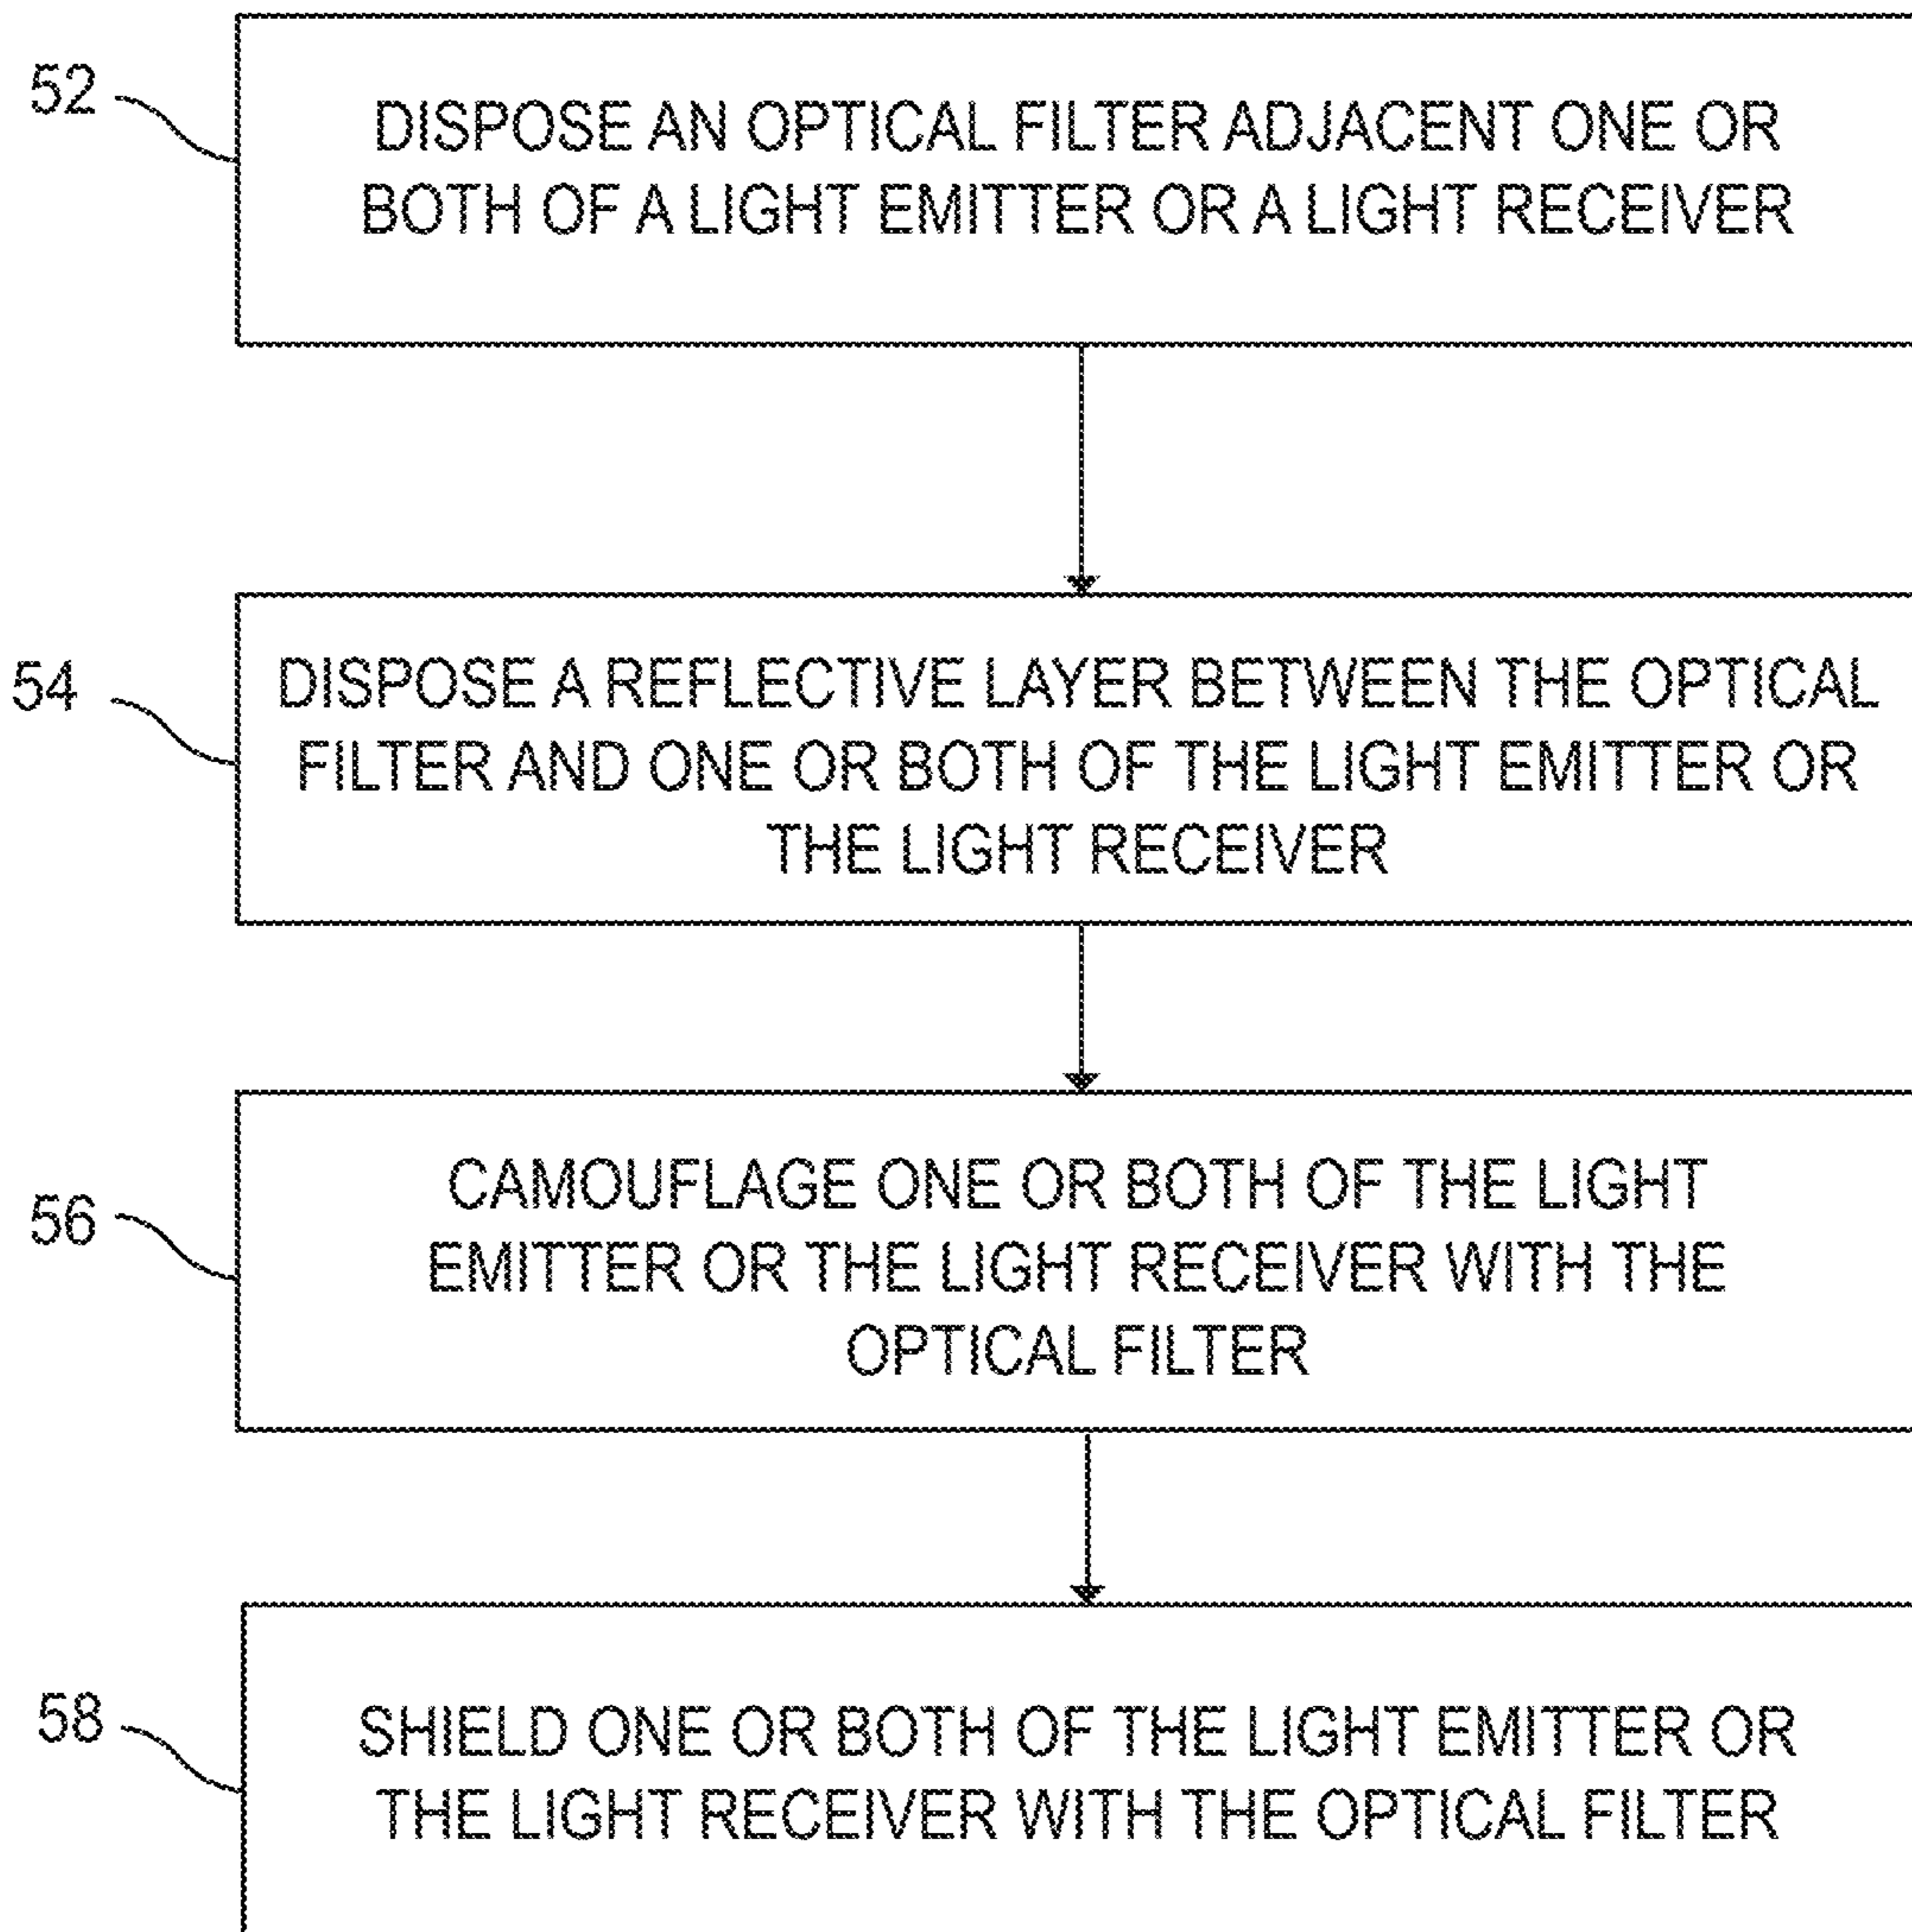 52
DISPOSE AN OPTICAL FILTER ADJACENT ONE OR
BOTH OF A LIGHT EMITTER OR A LIGHT RECEIVER
54
DISPOSE A REFLECTIVE LAYER BETWEEN THE OPTICAL
FILTER AND ONE OR BOTH OF THE LIGHT EMITTER OR
THE LIGHT RECEIVER
56
CAMOUFLAGE ONE OR BOTH OF THE LIGHT
EMITTER OR THE LIGHT RECEIVER WITH THE
OPTICAL FILTER
58
SHIELD ONE OR BOTH OF THE LIGHT EMITTER OR
THE LIGHT RECEIVER WITH THE OPTICAL FILTER